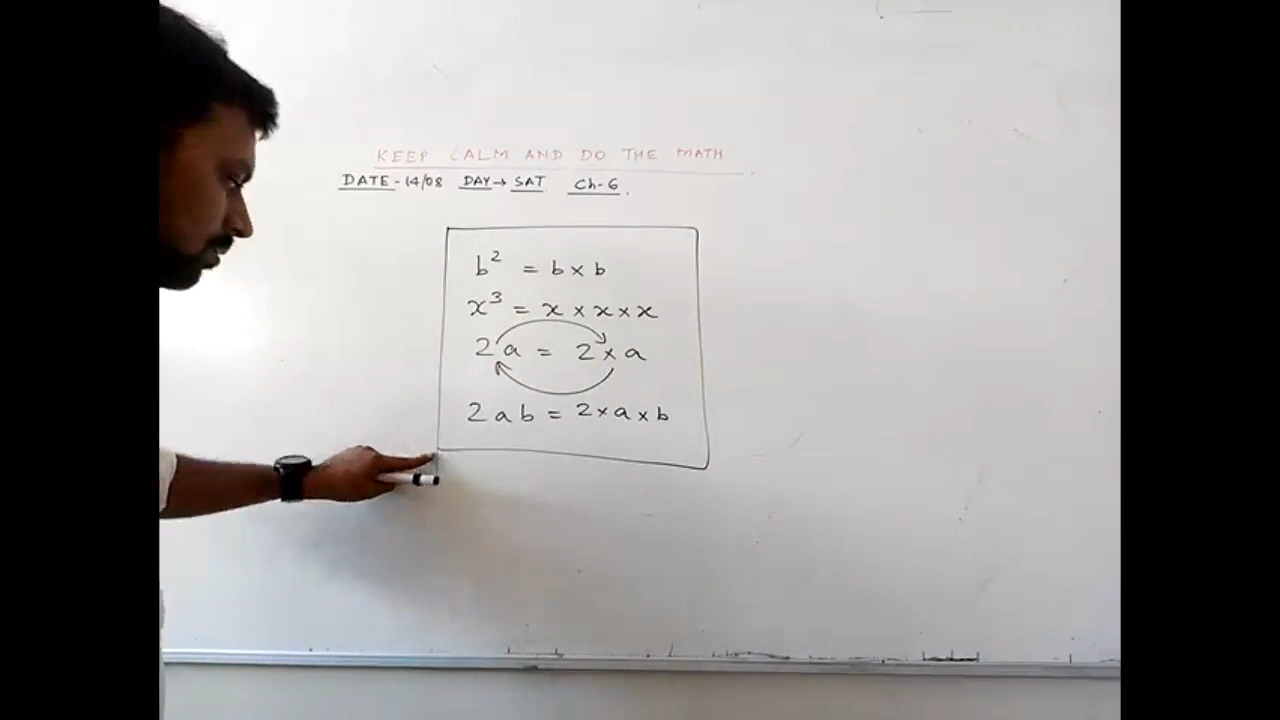 KEEP CALM AND DO THE MATH
DATE - 14/08 DAY → SAT Ch-6.
b² = b × b
x³ = x × x × x
2a = 2 × a
2ab = 2 × a × b